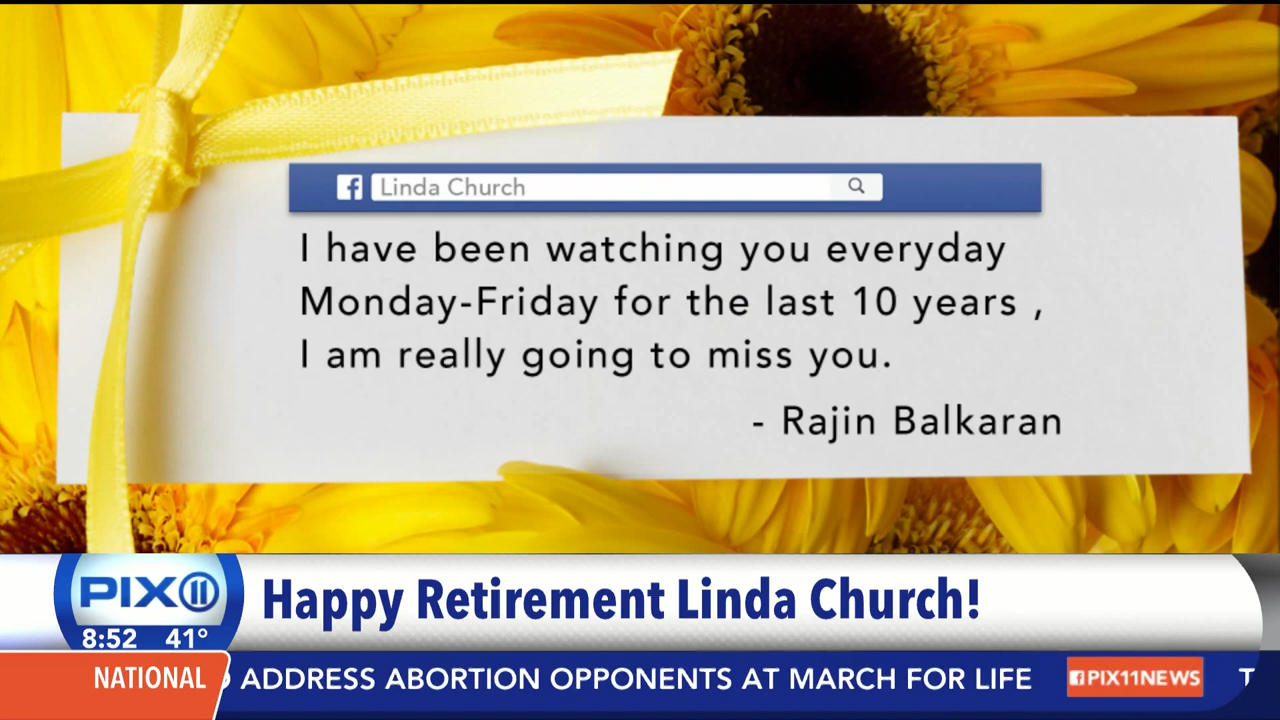 Linda Church
I have been watching you everyday
Monday-Friday for the last 10 years ,
I am really going to miss you.
- Rajin Balkaran
PIX11
Happy Retirement Linda Church!
8:52 41°
NATIONAL ADDRESS ABORTION OPPONENTS AT MARCH FOR LIFE PIX11NEWS